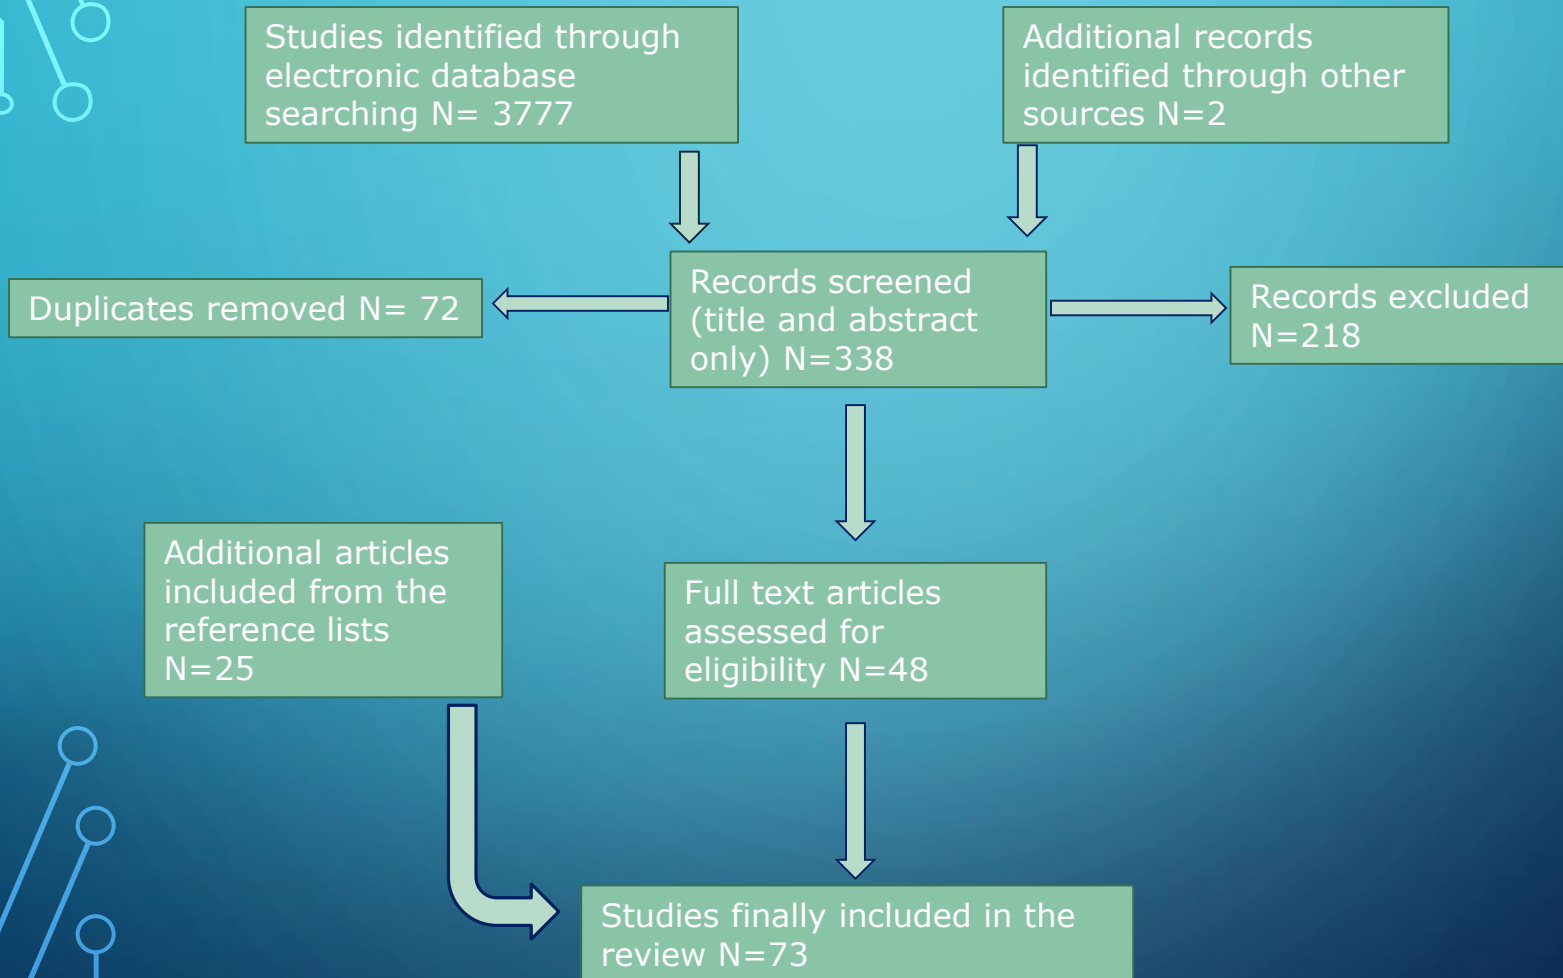 Studies identified through
electronic database
searching N= 3777
Additional records
identified through other
sources N=2
Duplicates removed N= 72
Records screened
(title and abstract
only) N=338
Records excluded
N=218
Additional articles
included from the
reference lists
N=25
Full text articles
assessed for
eligibility N=48
Studies finally included in the
review N=73